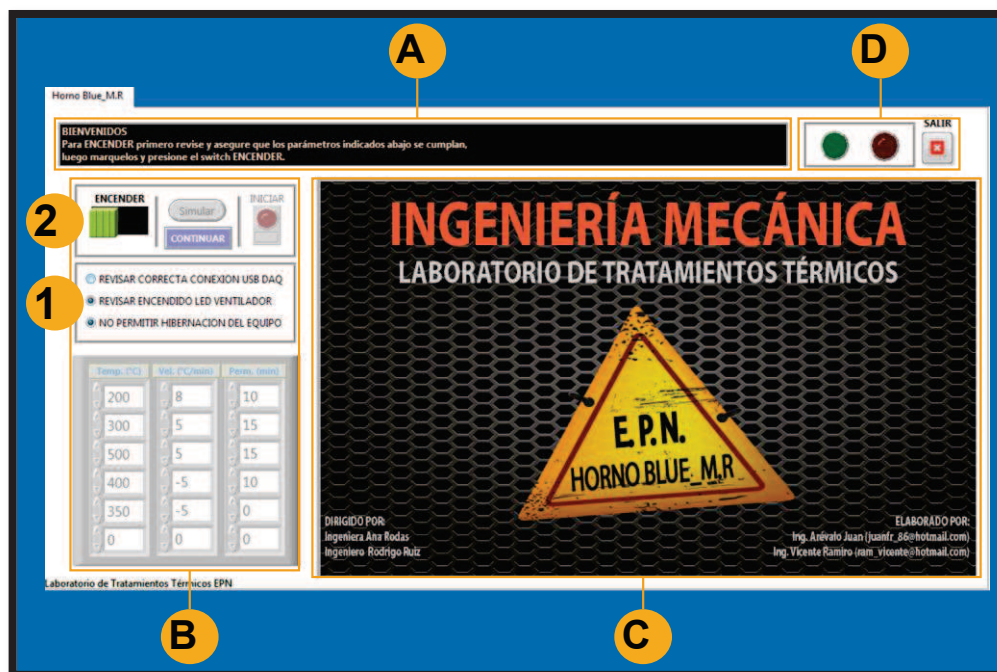 A
D
Horno Blue_M.R
BIENVENIDOS
Para ENCENDER primero revise y asegure que los parámetros indicados abajo se cumplan,
luego marquelos y presione el switch ENCENDER.
SALIR
2
ENCENDER
Simular
CONTINUAR
INICIAR
1
REVISAR CORRECTA CONEXION USB DAQ
REVISAR ENCENDIDO LED VENTILADOR
NO PERMITIR HIBERNACION DEL EQUIPO
Temp. (°C) Vel. (°C/min) Perm. (min)
200 8 10
300 5 15
500 5 15
400 -5 10
350 -5 0
0 0 0
INGENIERÍA MECÁNICA
LABORATORIO DE TRATAMIENTOS TÉRMICOS
E.P.N.
HORNO BLUE_M.R
DIRIGIDO POR:
Ingeniera Ana Rodas
Ingeniero Rodrigo Ruiz
ELABORADO POR:
Ing. Arévalo Juan (juanfr_86@hotmail.com)
Ing. Vicente Ramiro (ram_vicente@hotmail.com)
Laboratorio de Tratamientos Térmicos EPN
B
C